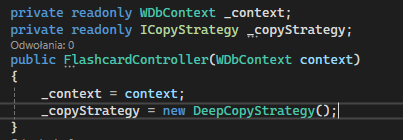 private readonly WDbContext _context;
private readonly ICopyStrategy _copyStrategy;
Odwołania: 0
public FlashcardController(WDbContext context)
{
_context = context;
_copyStrategy = new DeepCopyStrategy();
}